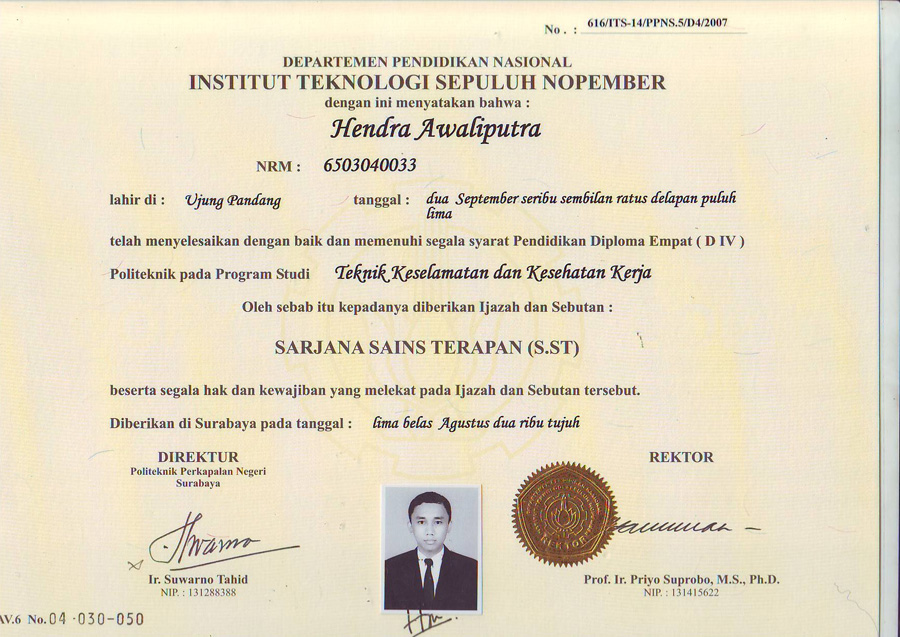 No. : 616/ITS-14/PPNS.5/D4/2007
DEPARTEMEN PENDIDIKAN NASIONAL
INSTITUT TEKNOLOGI SEPULUH NOPEMBER
dengan ini menyatakan bahwa :
Hendra Awaliputra
NRM : 6503040033
lahir di : Ujung Pandang tanggal : dua September seribu sembilan ratus delapan puluh
lima
telah menyelesaikan dengan baik dan memenuhi segala syarat Pendidikan Diploma Empat ( D IV )
Politeknik pada Program Studi Teknik Keselamatan dan Kesehatan Kerja
Oleh sebab itu kepadanya diberikan Ijazah dan Sebutan :
SARJANA SAINS TERAPAN (S.ST)
beserta segala hak dan kewajiban yang melekat pada Ijazah dan Sebutan tersebut.
Diberikan di Surabaya pada tanggal : lima belas Agustus dua ribu tujuh
DIREKTUR
Politeknik Perkapalan Negeri
Surabaya
REKTOR
REKTOR
Ir. Suwarno Tahid
NIP. : 131288388
Prof. Ir. Priyo Suprobo, M.S., Ph.D.
NIP. : 131415622
AV.6 No. 04-030-050